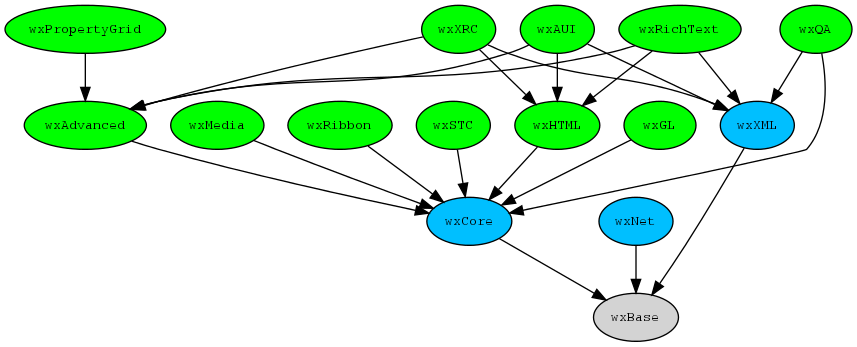 wxPropertyGrid
wxXRC
wxAUI
wxRichText
wxQA
wxAdvanced
wxMedia
wxRibbon
wxSTC
wxHTML
wxGL
wxXML
wxCore
wxNet
wxBase